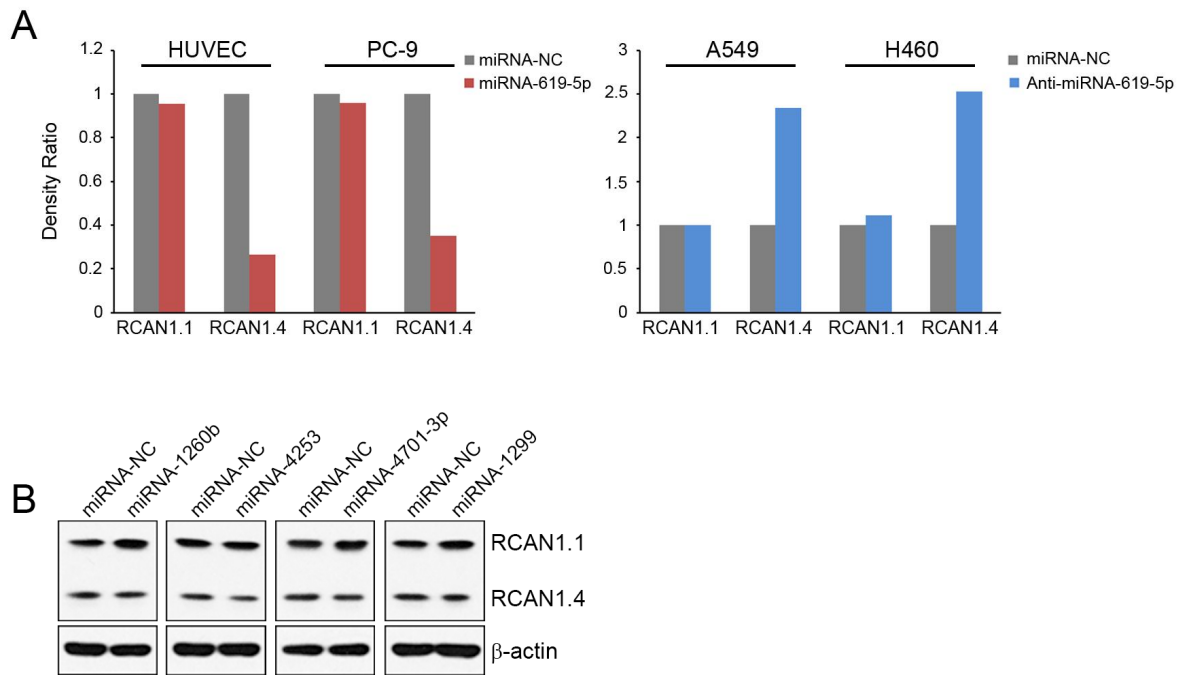 A
HUVEC
PC-9
miRNA-NC
miRNA-619-5p
Density Ratio
1.2
1
0.8
0.6
0.4
0.2
0
RCAN1.1
RCAN1.4
RCAN1.1
RCAN1.4
A549
H460
miRNA-NC
Anti-miRNA-619-5p
3
2.5
2
1.5
1
0.5
0
RCAN1.1
RCAN1.4
RCAN1.1
RCAN1.4
B
miRNA-NC
miRNA-1260b
miRNA-NC
miRNA-4253
miRNA-NC
miRNA-4701-3p
miRNA-NC
miRNA-1299
RCAN1.1
RCAN1.4
β-actin